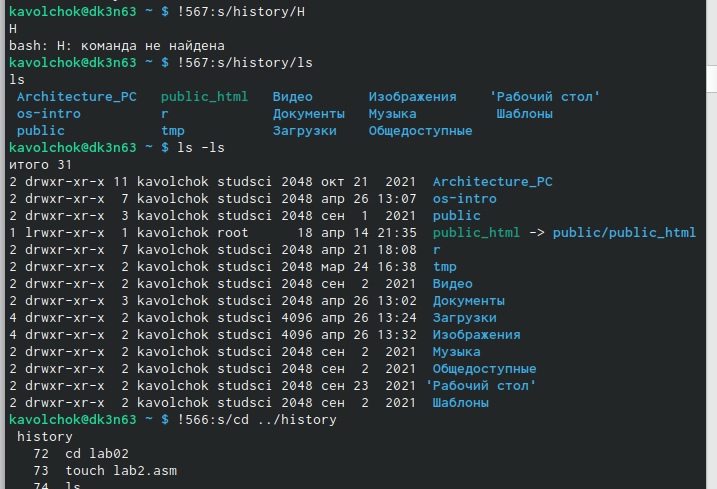 kavolchok@dk3n63 ~ $ !567:s/history/H
H
bash: H: команда не найдена
kavolchok@dk3n63 ~ $ !567:s/history/ls
ls
Architecture_PC public_html Видео Изображения 'Рабочий стол'
os-intro r Документы Музыка Шаблоны
public tmp Загрузки Общедоступные
kavolchok@dk3n63 ~ $ ls -ls
итого 31
2 drwxr-xr-x 11 kavolchok studsci 2048 окт 21 2021 Architecture_PC
2 drwxr-xr-x 7 kavolchok studsci 2048 апр 26 13:07 os-intro
2 drwxr-xr-x 3 kavolchok studsci 2048 сен 1 2021 public
1 lrwxr-xr-x 1 kavolchok root 18 апр 14 21:35 public_html -> public/public_html
2 drwxr-xr-x 7 kavolchok studsci 2048 апр 21 18:08 r
2 drwxr-xr-x 2 kavolchok studsci 2048 мар 24 16:38 tmp
2 drwxr-xr-x 2 kavolchok studsci 2048 сен 2 2021 Видео
2 drwxr-xr-x 3 kavolchok studsci 2048 апр 26 13:02 Документы
4 drwxr-xr-x 2 kavolchok studsci 4096 апр 26 13:24 Загрузки
4 drwxr-xr-x 2 kavolchok studsci 4096 апр 26 13:32 Изображения
2 drwxr-xr-x 2 kavolchok studsci 2048 сен 2 2021 Музыка
2 drwxr-xr-x 2 kavolchok studsci 2048 сен 2 2021 Общедоступные
2 drwxr-xr-x 2 kavolchok studsci 2048 сен 23 2021 'Рабочий стол'
2 drwxr-xr-x 2 kavolchok studsci 2048 сен 2 2021 Шаблоны
kavolchok@dk3n63 ~ $ !566:s/cd ../history
history
72 cd lab02
73 touch lab2.asm
74 ls